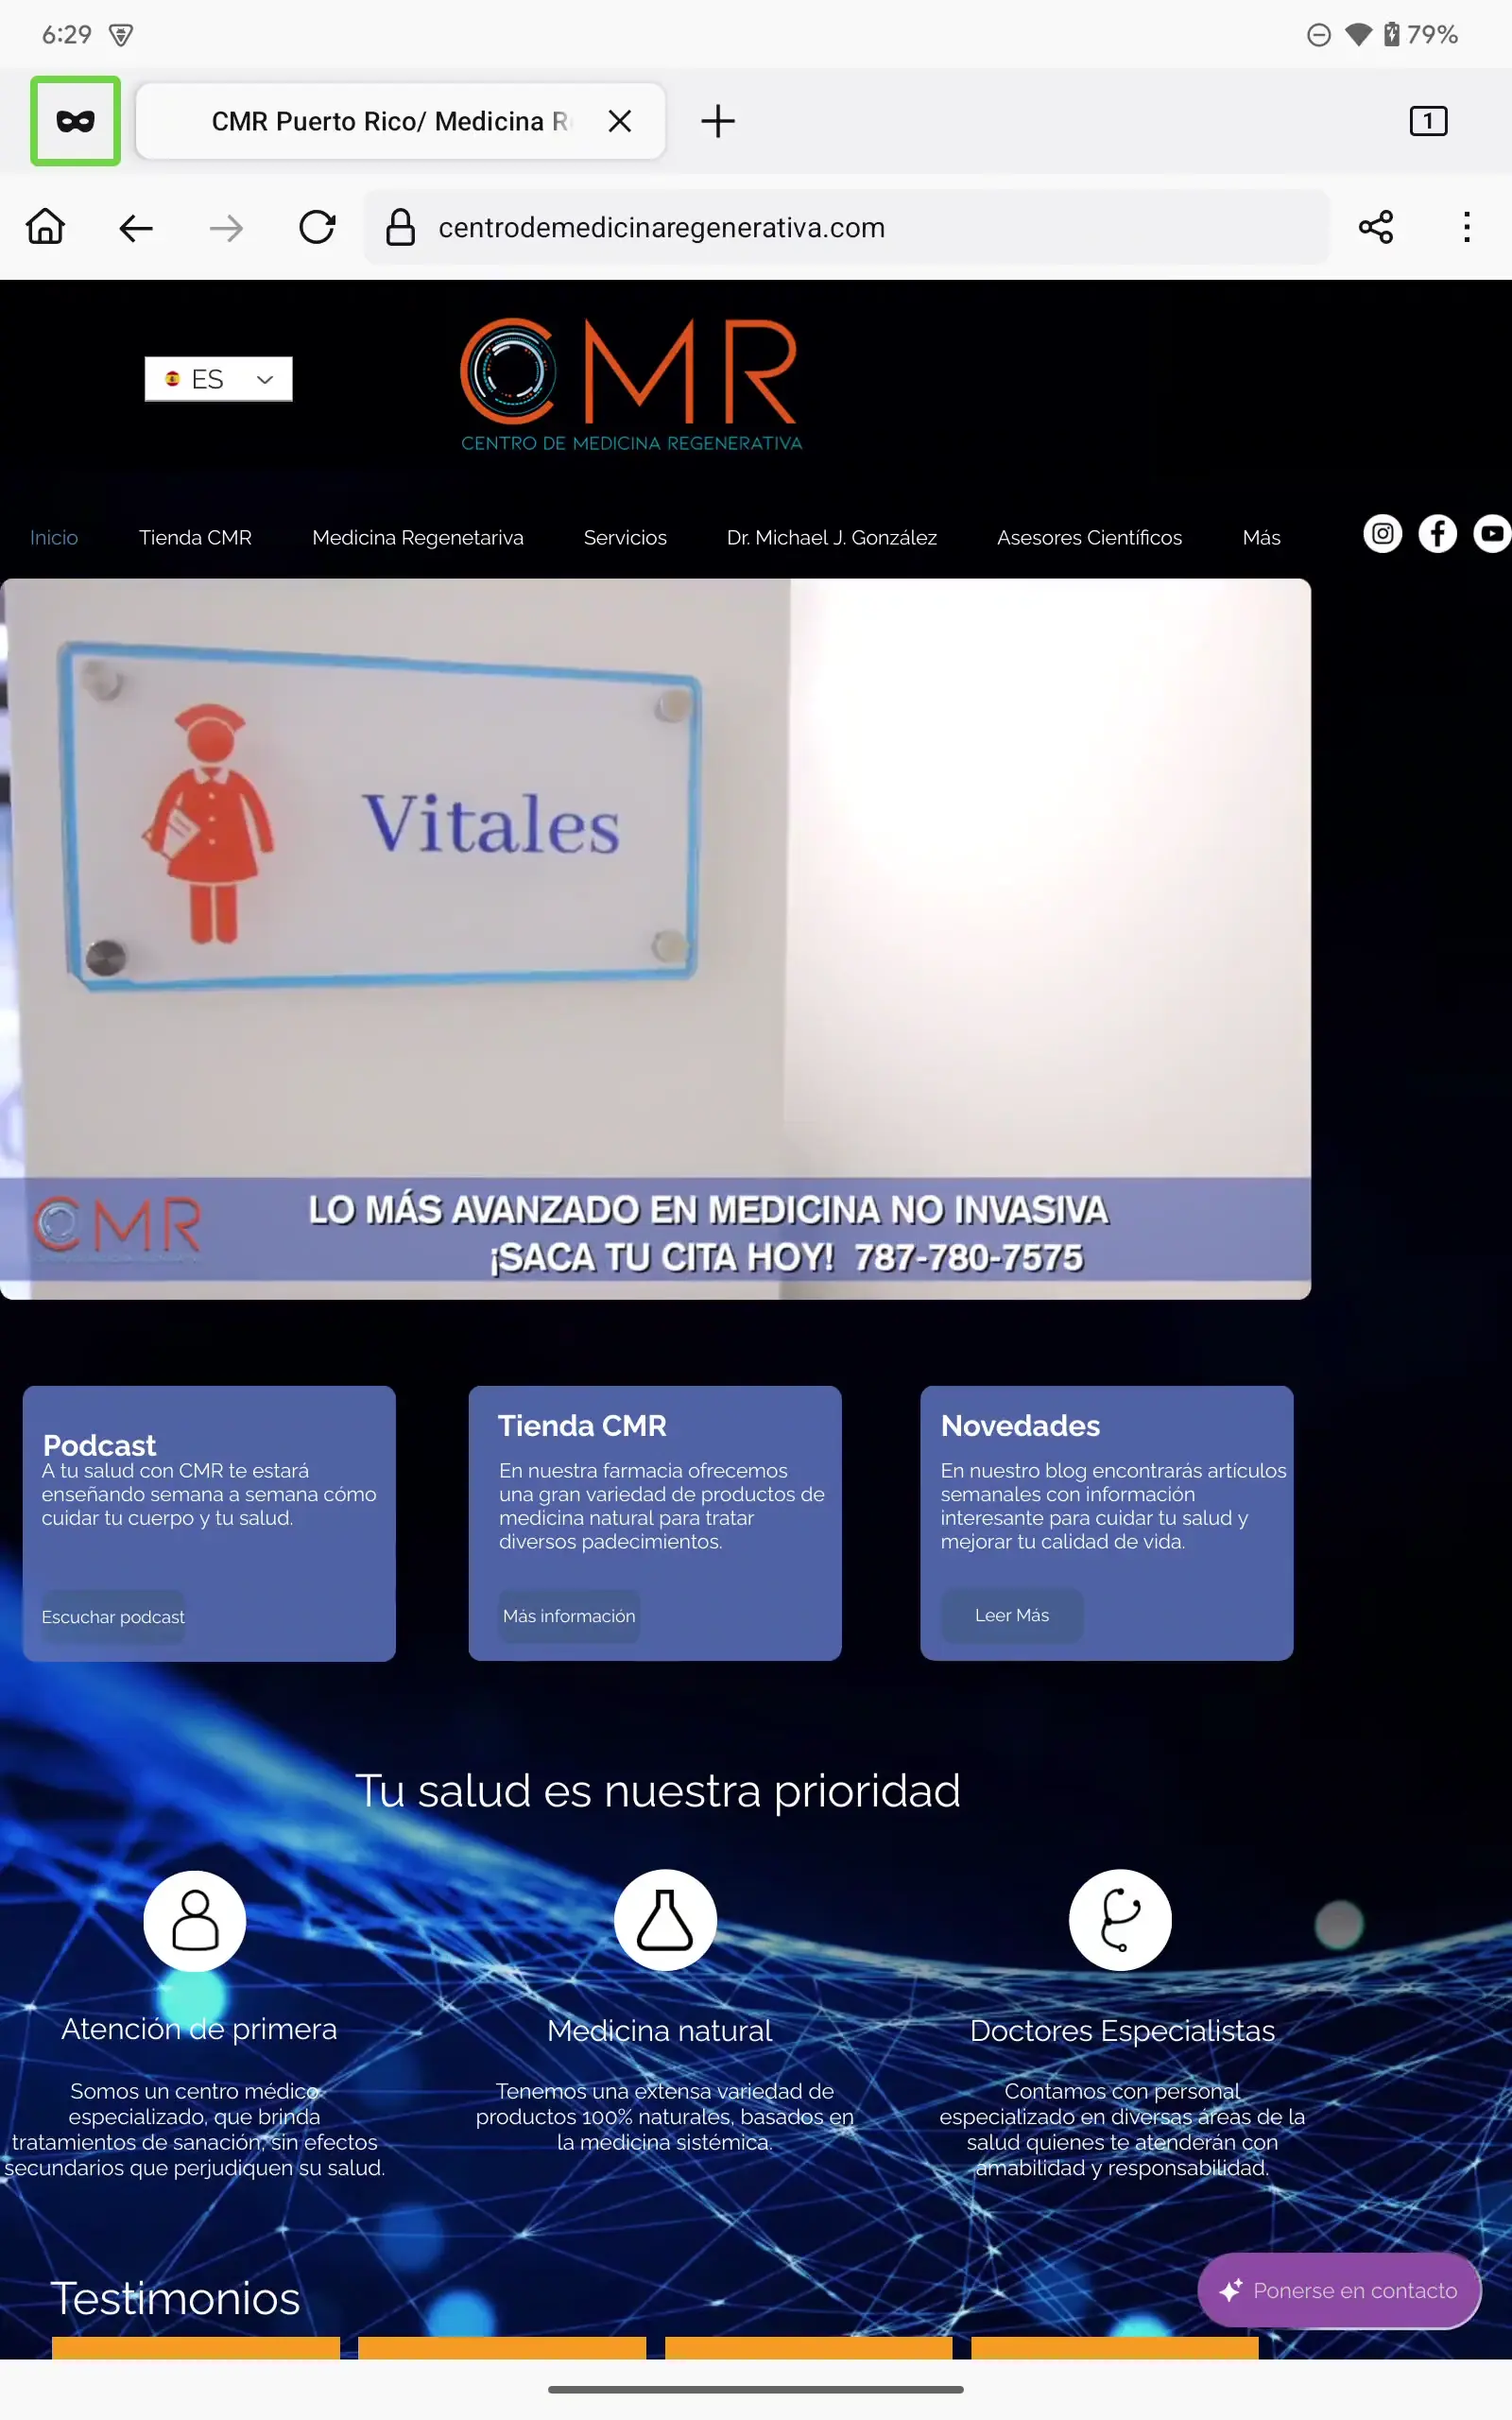 6:29
79%
CMR Puerto Rico/ Medicina R
1
centrodemedicinaregenerativa.com
ES
CMR
CENTRO DE MEDICINA REGENERATIVA
Inicio
Tienda CMR
Medicina Regenetariva
Servicios
Dr. Michael J. González
Asesores Científicos
Más
Vitales
CMR
LO MÁS AVANZADO EN MEDICINA NO INVASIVA
¡SACA TU CITA HOY! 787-780-7575
Podcast
A tu salud con CMR te estará
enseñando semana a semana cómo
cuidar tu cuerpo y tu salud.
Escuchar podcast
Tienda CMR
En nuestra farmacia ofrecemos
una gran variedad de productos de
medicina natural para tratar
diversos padecimientos.
Más información
Novedades
En nuestro blog encontrarás artículos
semanales con información
interesante para cuidar tu salud y
mejorar tu calidad de vida.
Leer Más
Tu salud es nuestra prioridad
Atención de primera
Somos un centro médico
especializado, que brinda
tratamientos de sanación, sin efectos
secundarios que perjudiquen su salud.
Medicina natural
Tenemos una extensa variedad de
productos 100% naturales, basados en
la medicina sistémica.
Doctores Especialistas
Contamos con personal
especializado en diversas áreas de la
salud quienes te atenderán con
amabilidad y responsabilidad.
Testimonios
Ponerse en contacto